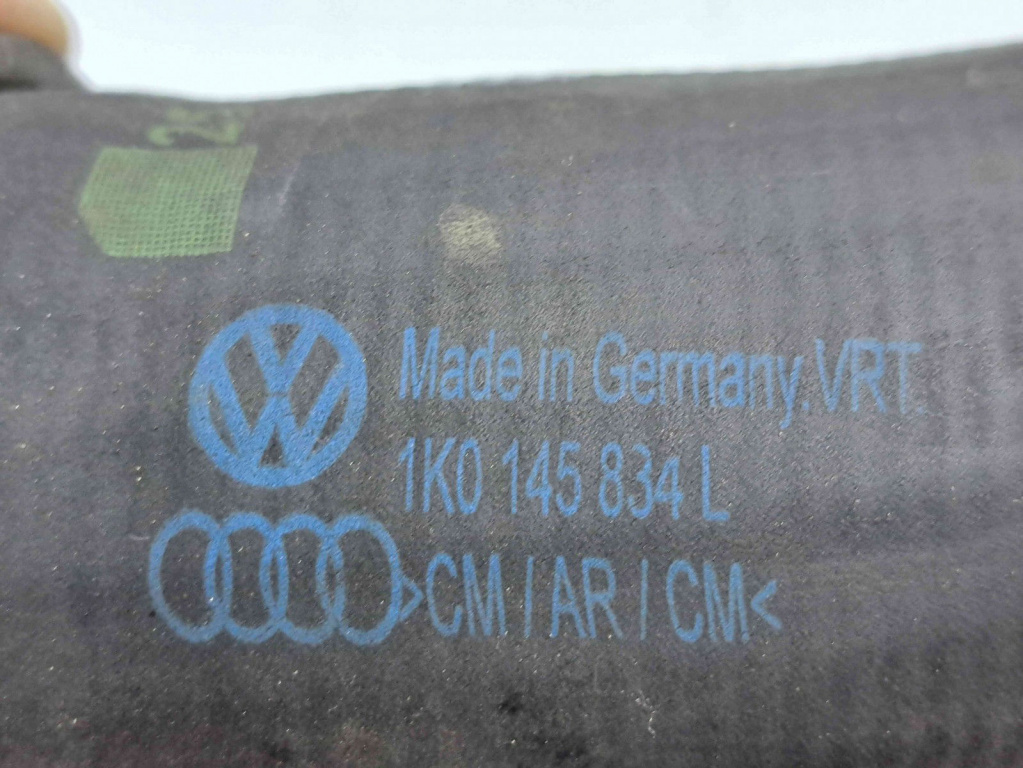 Made in Germany.VRT.
1K0 145 834 L
>CM / AR / CM<